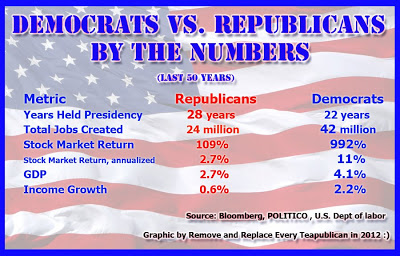 DEMOCRATS VS. REPUBLICANS
BY THE NUMBERS
(LAST 50 YEARS)
Metric Republicans Democrats
Years Held Presidency 28 years 22 years
Total Jobs Created 24 million 42 million
Stock Market Return 109% 992%
Stock Market Return, annualized 2.7% 11%
GDP 2.7% 4.1%
Income Growth 0.6% 2.2%
Source: Bloomberg, POLITICO , U.S. Dept of labor
Graphic by Remove and Replace Every Teapublican in 2012 :)